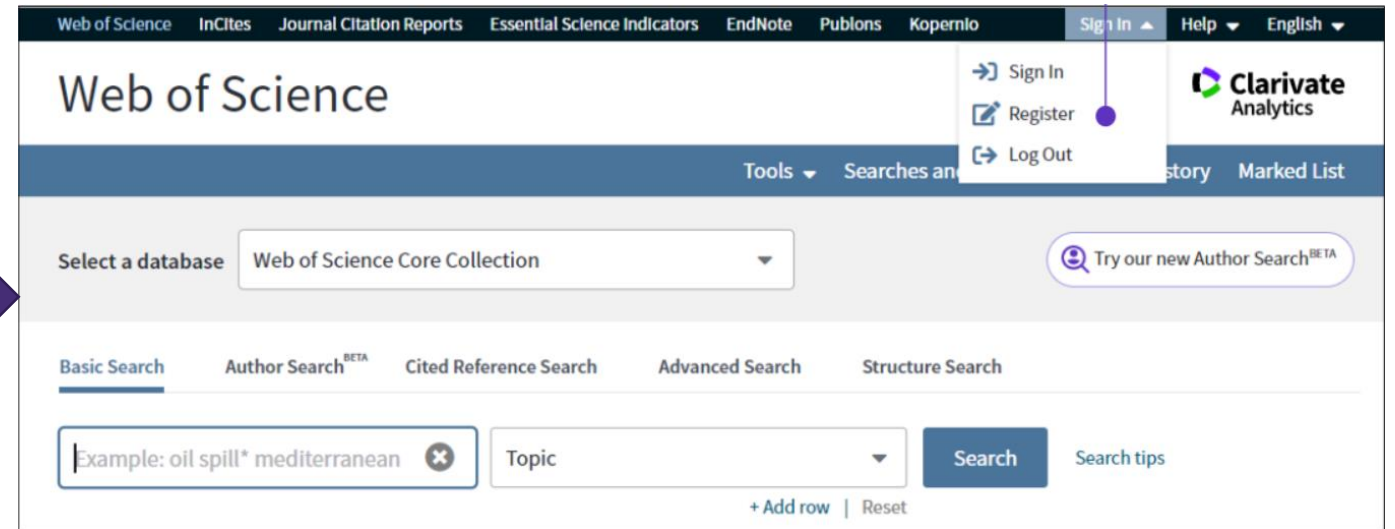 Web of Science InCites Journal Citation Reports Essential Science Indicators EndNote Publons Kopernio Sign In Help English
Sign In
Web of Science
Clarivate
Analytics
Register
Log Out
Tools Searches an story Marked List
Select a database Web of Science Core Collection Try our new Author Search BETA
Basic Search Author Search BETA Cited Reference Search Advanced Search Structure Search
Example: oil spill* mediterranean Topic Search Search tips
+ Add row | Reset